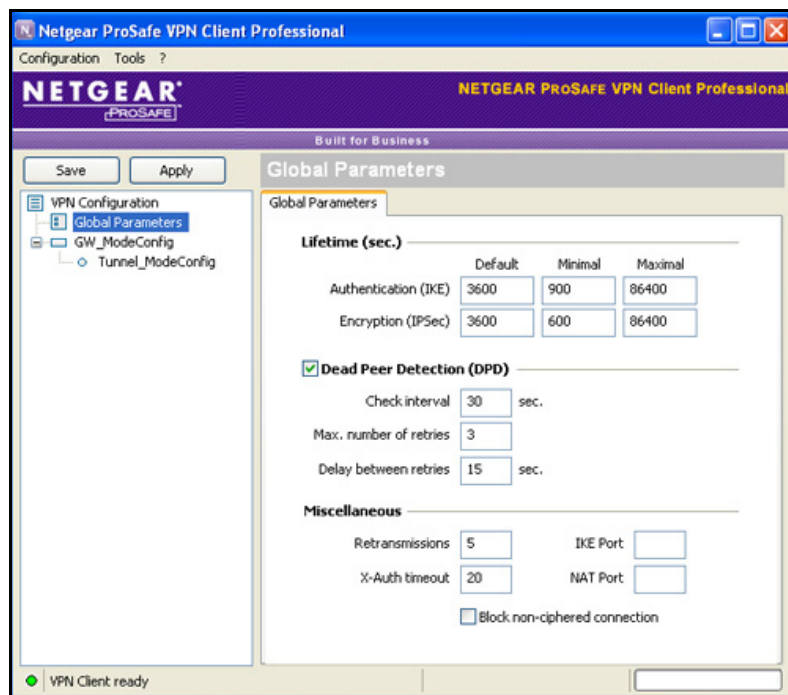 Netgear ProSafe VPN Client Professional
Configuration Tools ?
NETGEAR®
PROSAFE
NETGEAR PROSAFE VPN Client Professional
Built for Business
Save Apply
Global Parameters
VPN Configuration
Global Parameters
GW_ModeConfig
Tunnel_ModeConfig
Global Parameters
Lifetime (sec.)
Default Minimal Maximal
Authentication (IKE) 3600 900 86400
Encryption (IPSec) 3600 600 86400
Dead Peer Detection (DPD)
Check interval 30 sec.
Max. number of retries 3
Delay between retries 15 sec.
Miscellaneous
Retransmissions 5 IKE Port
X-Auth timeout 20 NAT Port
Block non-ciphered connection
VPN Client ready